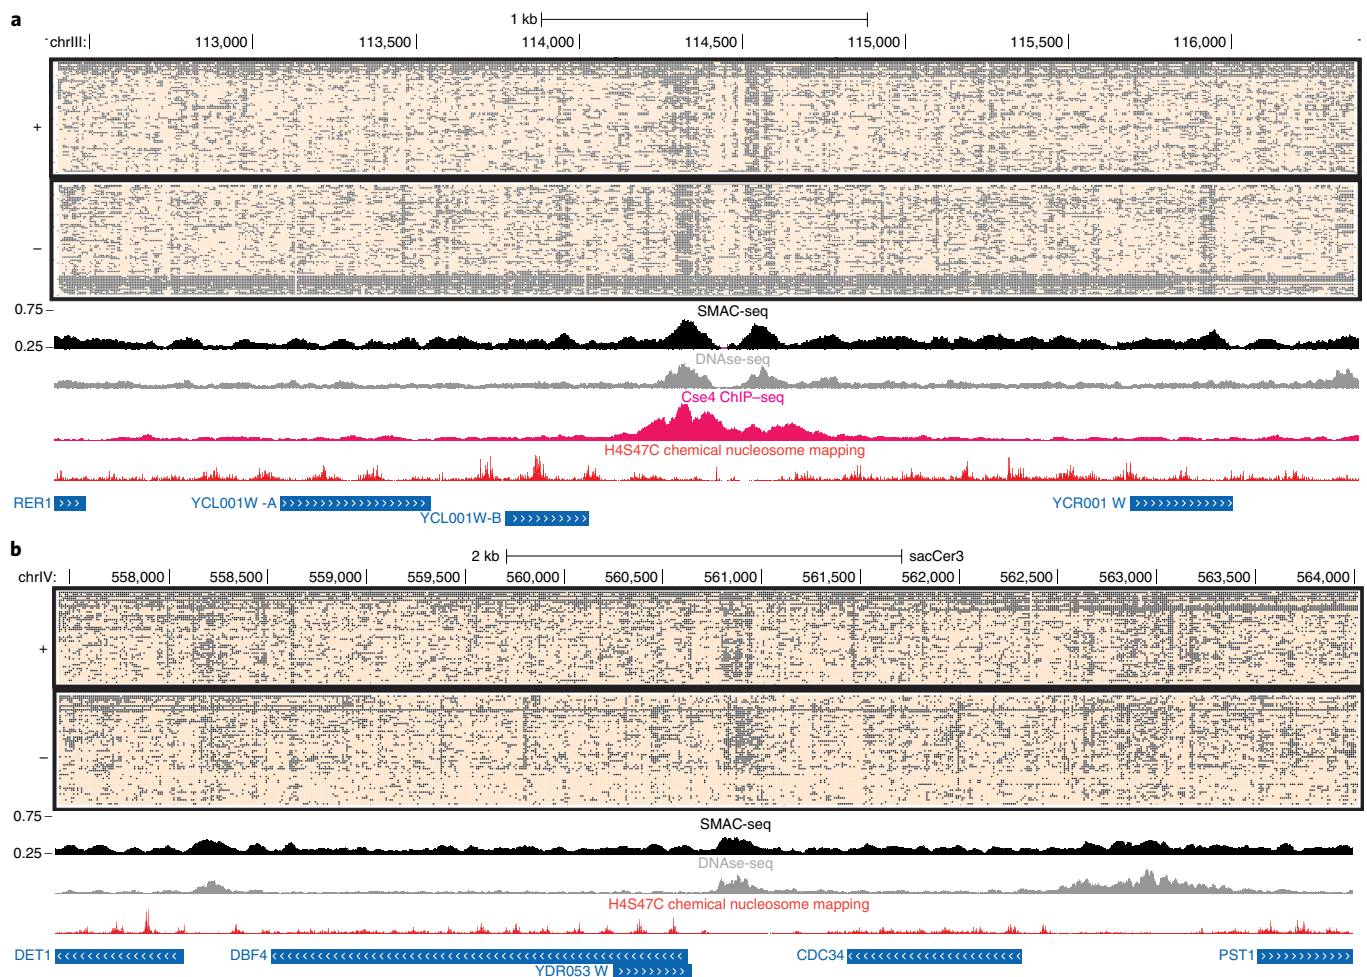 a
1 kb
chrIII: 113,000 113,500 114,000 114,500 115,000 115,500 116,000
+
–
0.75
SMAC-seq
0.25
DNAse-seq
Cse4 ChIP–seq
H4S47C chemical nucleosome mapping
RER1 YCL001W -A YCR001 W
YCL001W-B
b
2 kb sacCer3
chrIV: 558,000 558,500 559,000 559,500 560,000 560,500 561,000 561,500 562,000 562,500 563,000 563,500 564,000
+
–
0.75
SMAC-seq
0.25
DNAse-seq
H4S47C chemical nucleosome mapping
DET1 DBF4 CDC34 PST1
YDR053 W